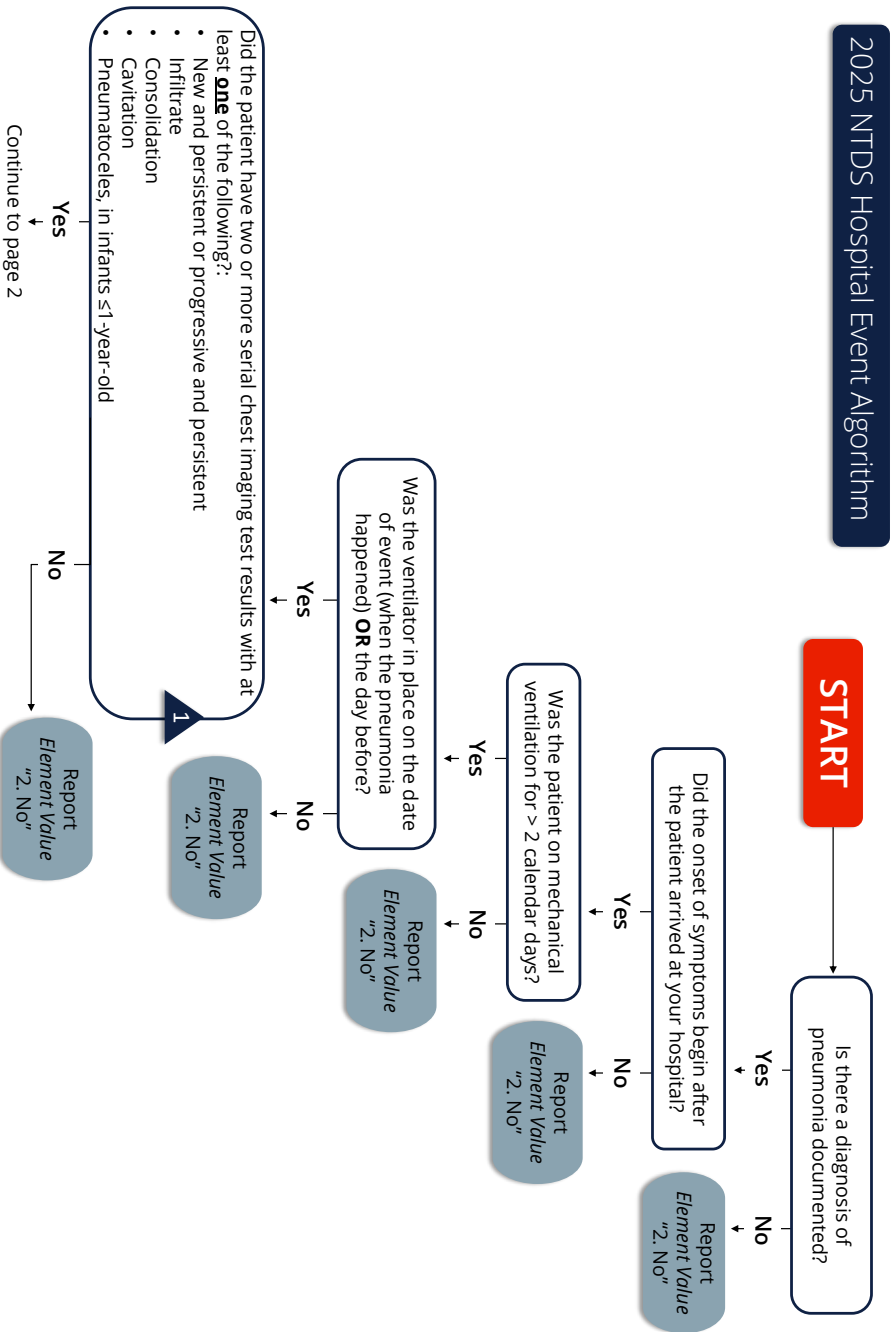 2025 NTDS Hospital Event Algorithm
START
Is there a diagnosis of
pneumonia documented?
Yes
No
Report
Element Value
“2. No”
Did the onset of symptoms begin after
the patient arrived at your hospital?
Yes
No
Report
Element Value
“2. No”
Was the patient on mechanical
ventilation for > 2 calendar days?
Yes
No
Report
Element Value
“2. No”
Was the ventilator in place on the date
of event (when the pneumonia
happened) OR the day before?
Yes
No
Report
Element Value
“2. No”
Did the patient have two or more serial chest imaging test results with at
least one of the following?:
• New and persistent or progressive and persistent
• Infiltrate
• Consolidation
• Cavitation
• Pneumatoceles, in infants ≤1-year-old
1
Yes
No
Continue to page 2
Report
Element Value
“2. No”